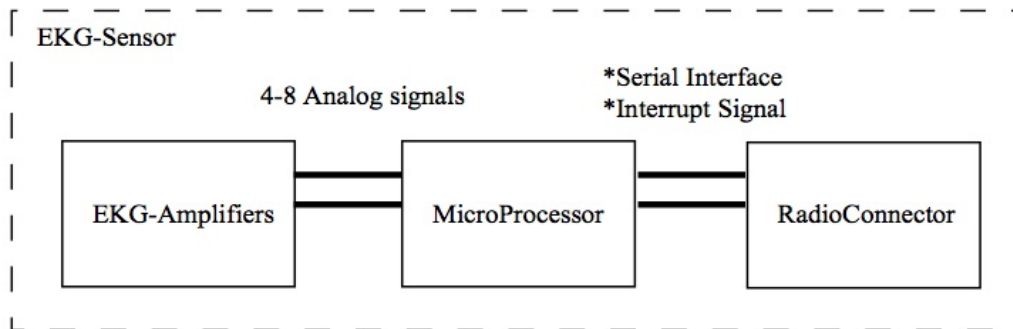 EKG-Sensor
4-8 Analog signals
*Serial Interface
*Interrupt Signal
EKG-Amplifiers
MicroProcessor
RadioConnector